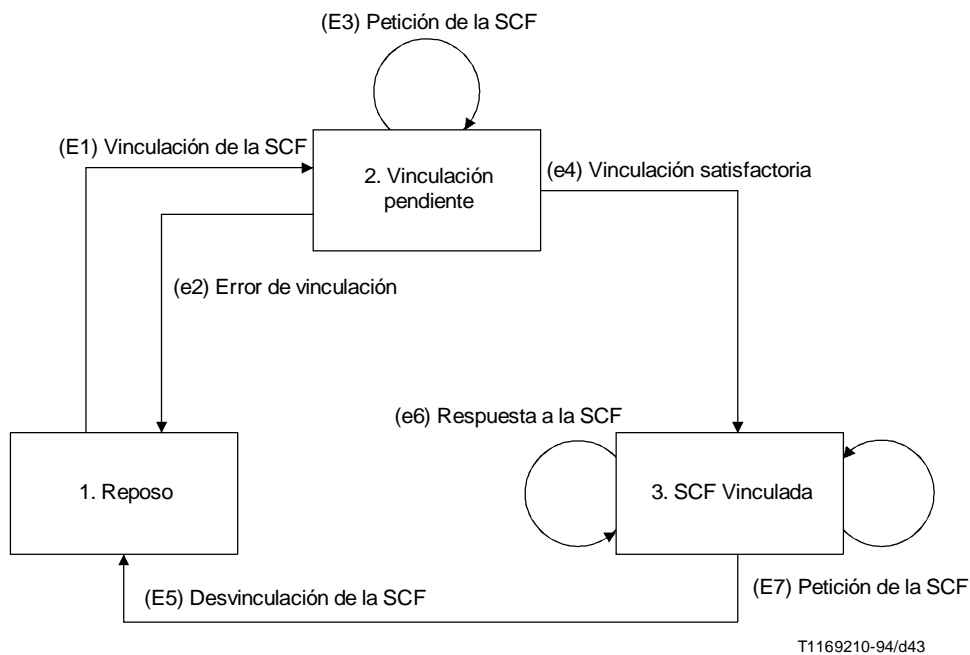 (E3) Petición de la SCF
(E1) Vinculación de la SCF
2. Vinculación
pendiente
(e4) Vinculación satisfactoria
(e2) Error de vinculación
(e6) Respuesta a la SCF
1. Reposo
3. SCF Vinculada
(E5) Desvinculación de la SCF
(E7) Petición de la SCF
T1169210-94/d43